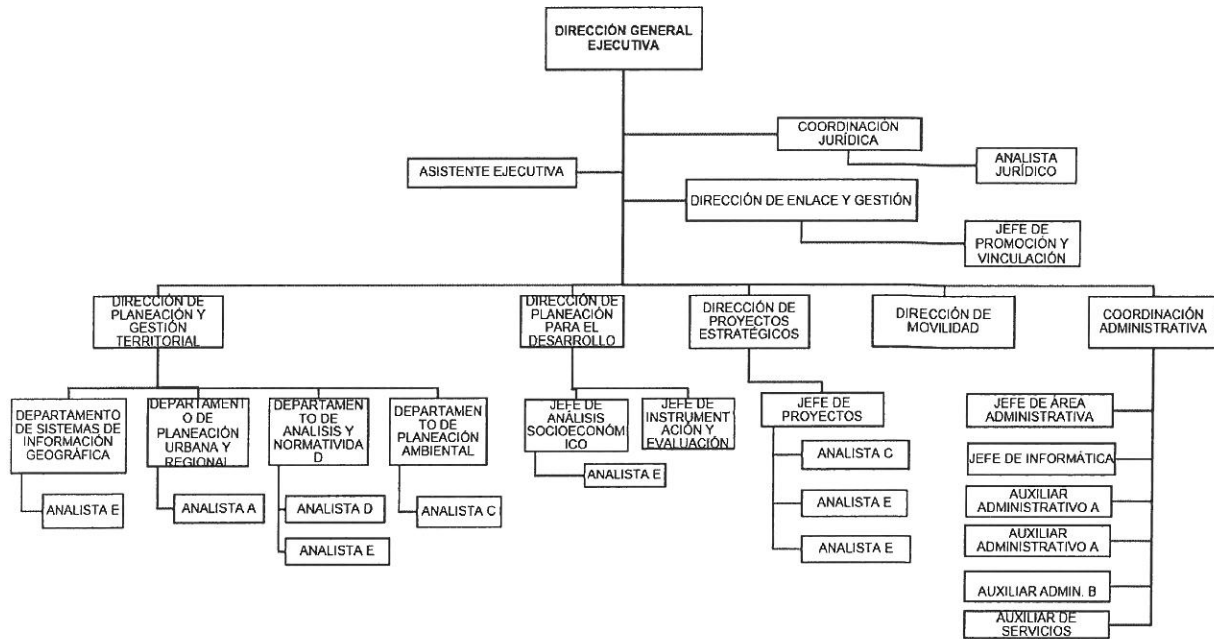 DIRECCIÓN GENERAL
EJECUTIVA
COORDINACIÓN
JURÍDICA
ANALISTA
JURÍDICO
ASISTENTE EJECUTIVA
DIRECCIÓN DE ENLACE Y GESTIÓN
JEFE DE
PROMOCIÓN Y
VINCULACIÓN
DIRECCIÓN DE
PLANEACIÓN Y
GESTIÓN
TERRITORIAL
DIRECCIÓN DE
PLANEACIÓN
PARA EL
DESARROLLO
DIRECCIÓN DE
PROYECTOS
ESTRATÉGICOS
DIRECCIÓN DE
MOVILIDAD
COORDINACIÓN
ADMINISTRATIVA
DEPARTAMENTO
DE SISTEMAS DE
INFORMACIÓN
GEOGRÁFICA
ANALISTA E
DEPARTAMENT
O DE
PLANEACIÓN
URBANA Y
REGIONAL
ANALISTA A
DEPARTAMEN
TO DE
ANÁLISIS Y
NORMATIVIDA
D
ANALISTA D
ANALISTA E
DEPARTAMEN
TO DE
PLANEACIÓN
AMBIENTAL
ANALISTA C
JEFE DE
ANÁLISIS
SOCIOECONÓM
ICO
ANALISTA E
JEFE DE
INSTRUMENT
ACIÓN Y
EVALUACIÓN
JEFE DE
PROYECTOS
ANALISTA C
ANALISTA E
ANALISTA E
JEFE DE ÁREA
ADMINISTRATIVA
JEFE DE INFORMÁTICA
AUXILIAR
ADMINISTRATIVO A
AUXILIAR
ADMINISTRATIVO A
AUXILIAR ADMIN. B
AUXILIAR DE
SERVICIOS